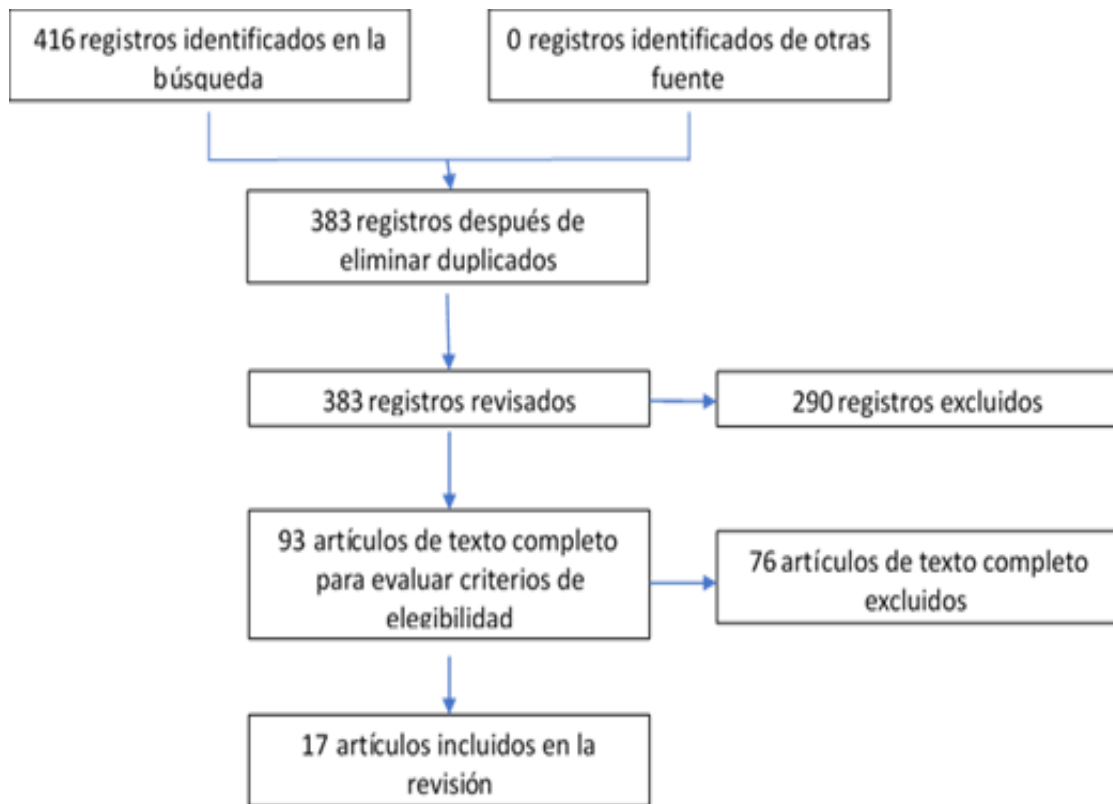 416 registros identificados en la
búsqueda
0 registros identificados de otras
fuente
383 registros después de
eliminar duplicados
383 registros revisados
290 registros excluidos
93 artículos de texto completo
para evaluar criterios de
elegibilidad
76 artículos de texto completo
excluidos
17 artículos incluidos en la
revisión